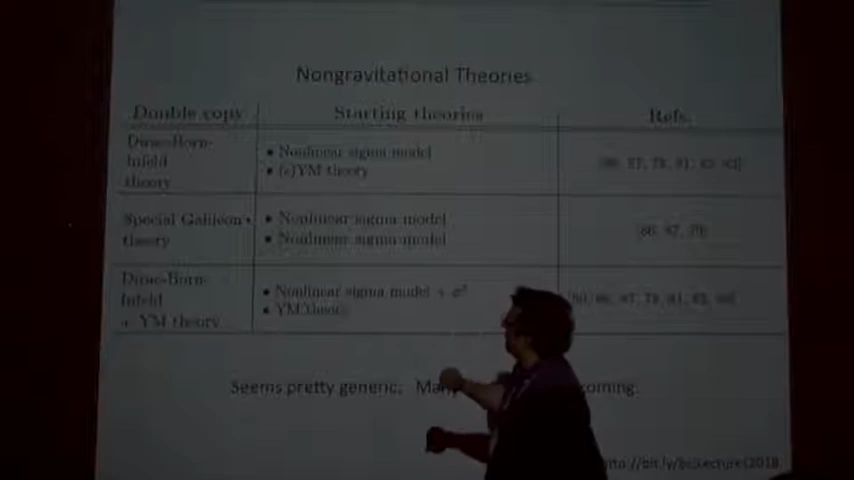 Nongravitational Theories
Double copy Starting theories Refs.
Dirac-Born-
Infeld
theory
• Nonlinear sigma model
• (s)YM theory
Special Galileon
theory
• Nonlinear sigma model
• Nonlinear sigma model
Dirac-Born-
Infeld
+ YM theory
• Nonlinear sigma model + φ³
• YM theory
Seems pretty generic. Many coming.